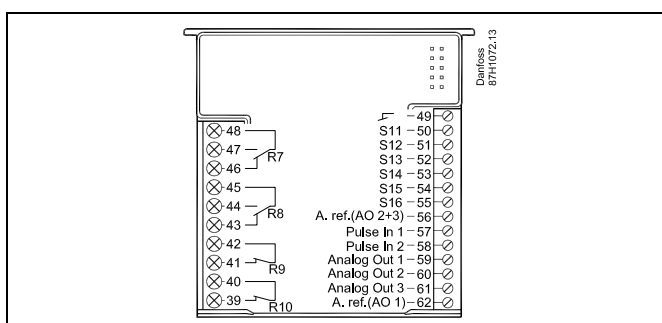 Danfoss
87H1072.13
48
47
R7
46
45
44
R8
43
42
41
R9
40
39
R10
49
S11 50
S12 51
S13 52
S14 53
S15 54
S16 55
A. ref.(AO 2+3) 56
Pulse In 1 57
Pulse In 2 58
Analog Out 1 59
Analog Out 2 60
Analog Out 3 61
A. ref.(AO 1) 62